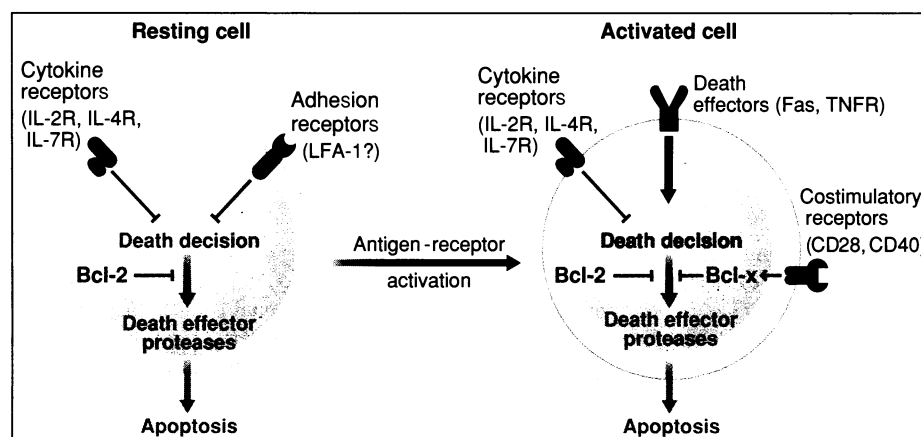 Resting cell
Cytokine
receptors
(IL-2R, IL-4R,
IL-7R)
Adhesion
receptors
(LFA-1?)
Death decision
Bcl-2
Death effector
proteases
Apoptosis
Antigen-receptor
activation
Activated cell
Cytokine
receptors
(IL-2R, IL-4R,
IL-7R)
Death
effectors (Fas, TNFR)
Costimulatory
receptors
(CD28, CD40)
Death decision
Bcl-2
Bcl-x
Death effector
proteases
Apoptosis